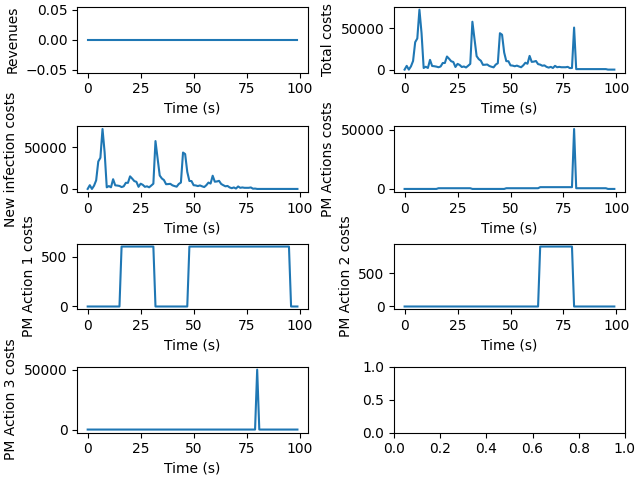 Revenues
0.05
0.00
−0.05
0 25 50 75 100
Time (s)
Total costs
50000
0
0 25 50 75 100
Time (s)
New infection costs
50000
0
0 25 50 75 100
Time (s)
PM Actions costs
50000
0
0 25 50 75 100
Time (s)
PM Action 1 costs
500
0
0 25 50 75 100
Time (s)
PM Action 2 costs
500
0
0 25 50 75 100
Time (s)
PM Action 3 costs
50000
0
0 25 50 75 100
Time (s)
1.0
0.5
0.0
0.0 0.2 0.4 0.6 0.8 1.0